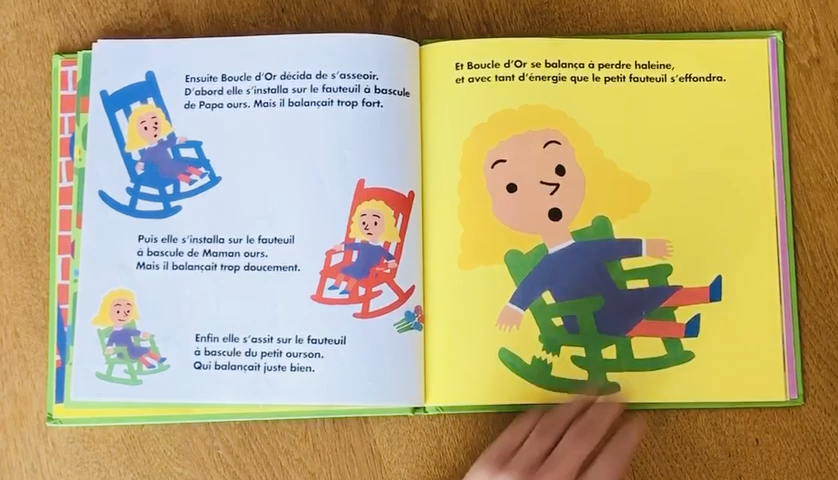 Ensuite Boucle d'Or décida de s'asseoir.
D'abord elle s'installa sur le fauteuil à bascule
de Papa ours. Mais il balançait trop fort.
Puis elle s'installa sur le fauteuil
à bascule de Maman ours.
Mais il balançait trop doucement.
Enfin elle s'assit sur le fauteuil
à bascule du petit ourson.
Qui balançait juste bien.
Et Boucle d'Or se balança à perdre haleine,
et avec tant d'énergie que le petit fauteuil s'effondra.